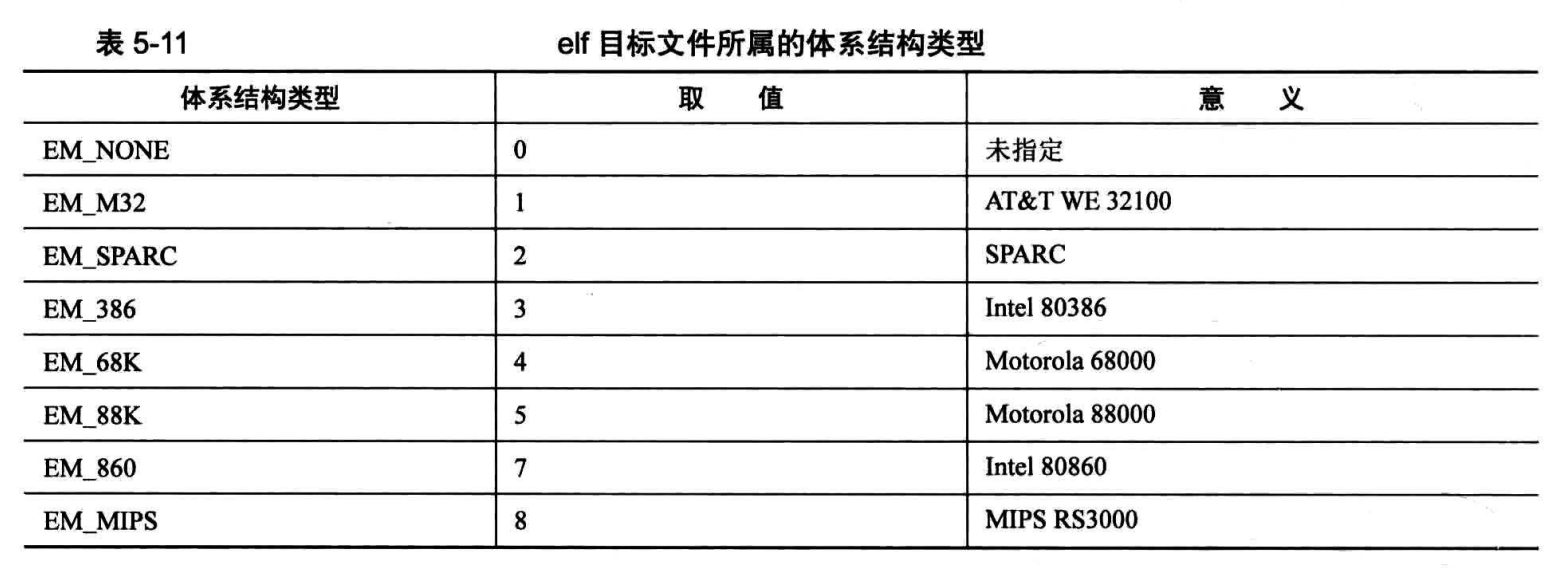 表 5-11 elf 目标文件所属的体系结构类型
体系结构类型 取 值 意 义
EM_NONE 0 未指定
EM_M32 1 AT&T WE 32100
EM_SPARC 2 SPARC
EM_386 3 Intel 80386
EM_68K 4 Motorola 68000
EM_88K 5 Motorola 88000
EM_860 7 Intel 80860
EM_MIPS 8 MIPS RS3000